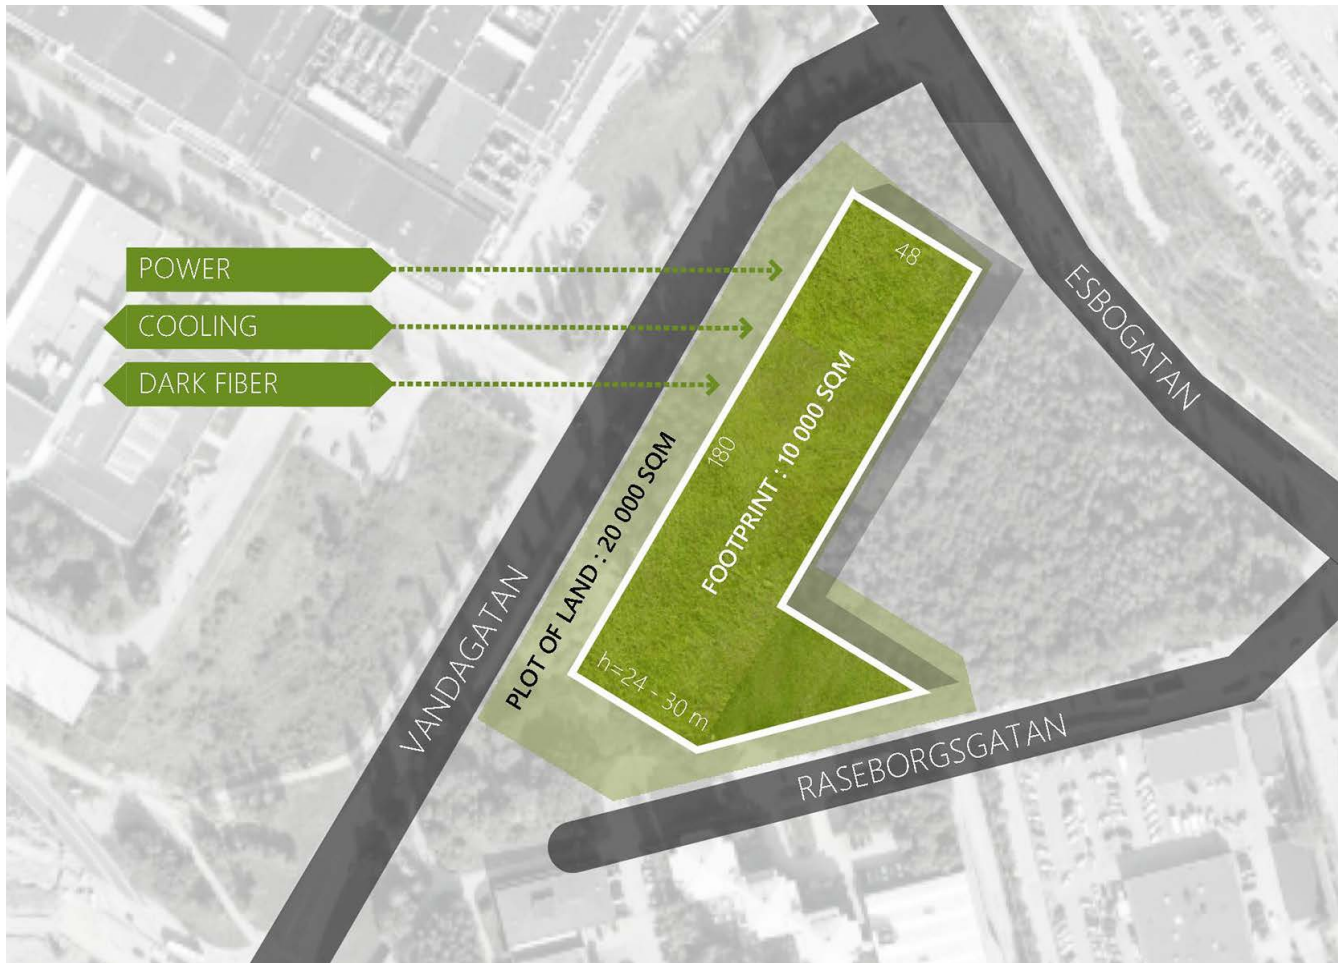 POWER
COOLING
DARK FIBER
48
180
FOOTPRINT : 10 000 SQM
PLOT OF LAND : 20 000 SQM
h=24 - 30 m
VANDAGATAN
ESBOGATAN
RASEBORGSGATAN